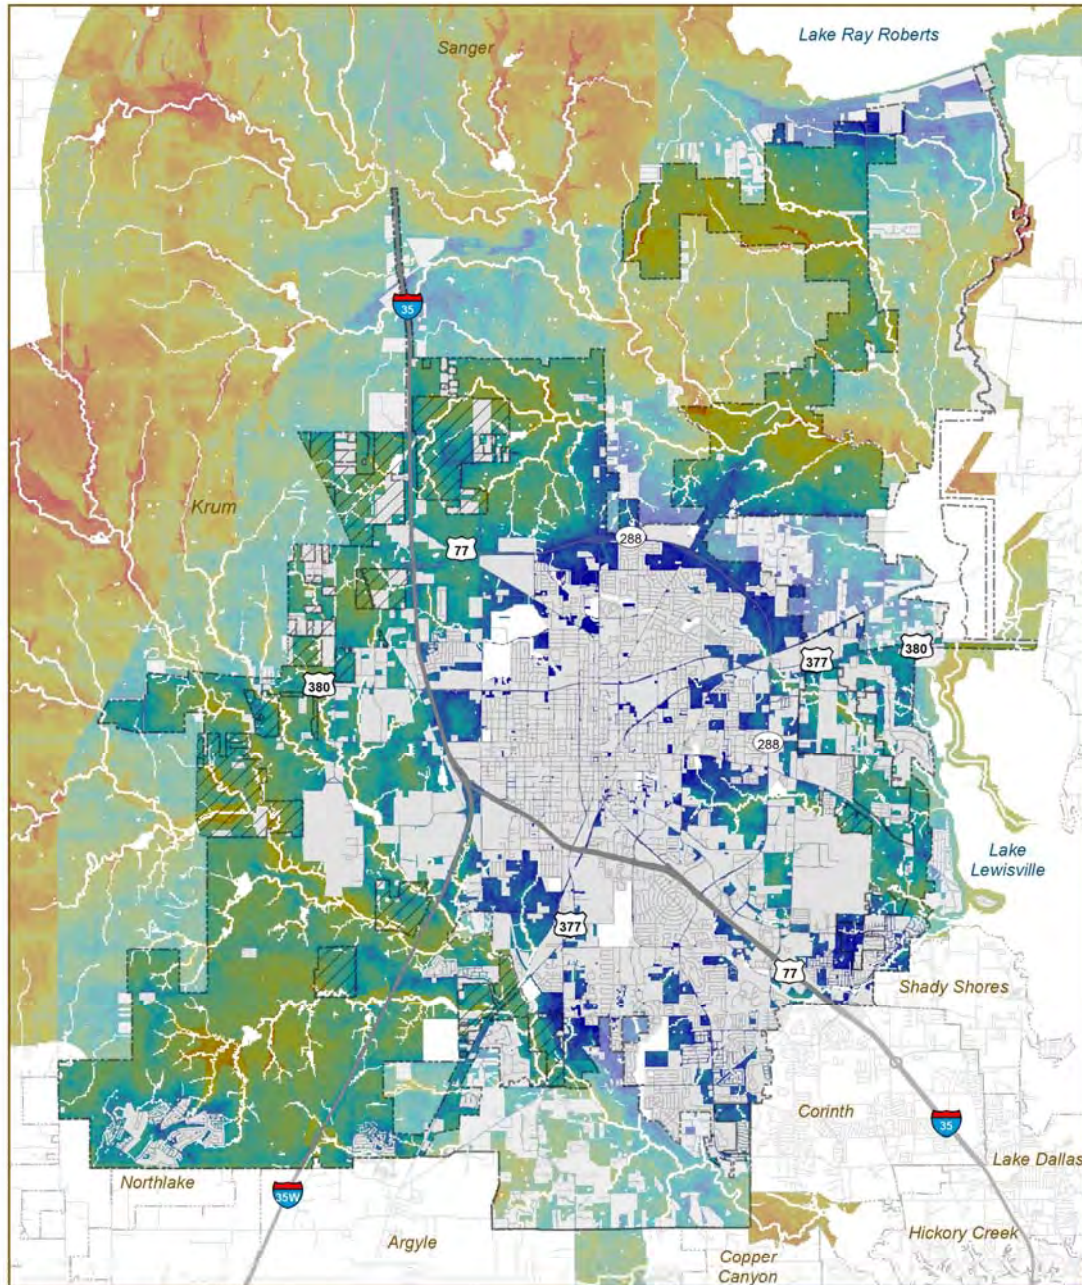 Sanger
Lake Ray Roberts
35
Krum
77
288
377
380
380
288
Lake
Lewisville
377
77
Shady Shores
Corinth
35
Lake Dallas
Northlake
35W
Argyle
Hickory Creek
Copper
Canyon